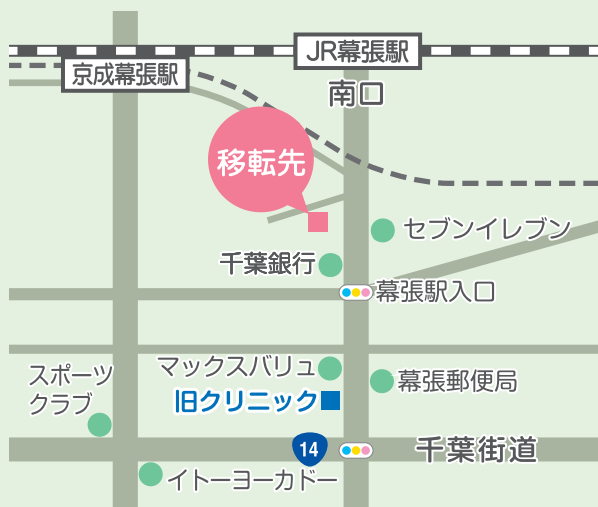 JR幕張駅
京成幕張駅
南口
移転先
セブンイレブン
千葉銀行
幕張駅入口
マックスバリュ
スポーツ
クラブ
幕張郵便局
旧クリニック
14
千葉街道
イトーヨーカドー